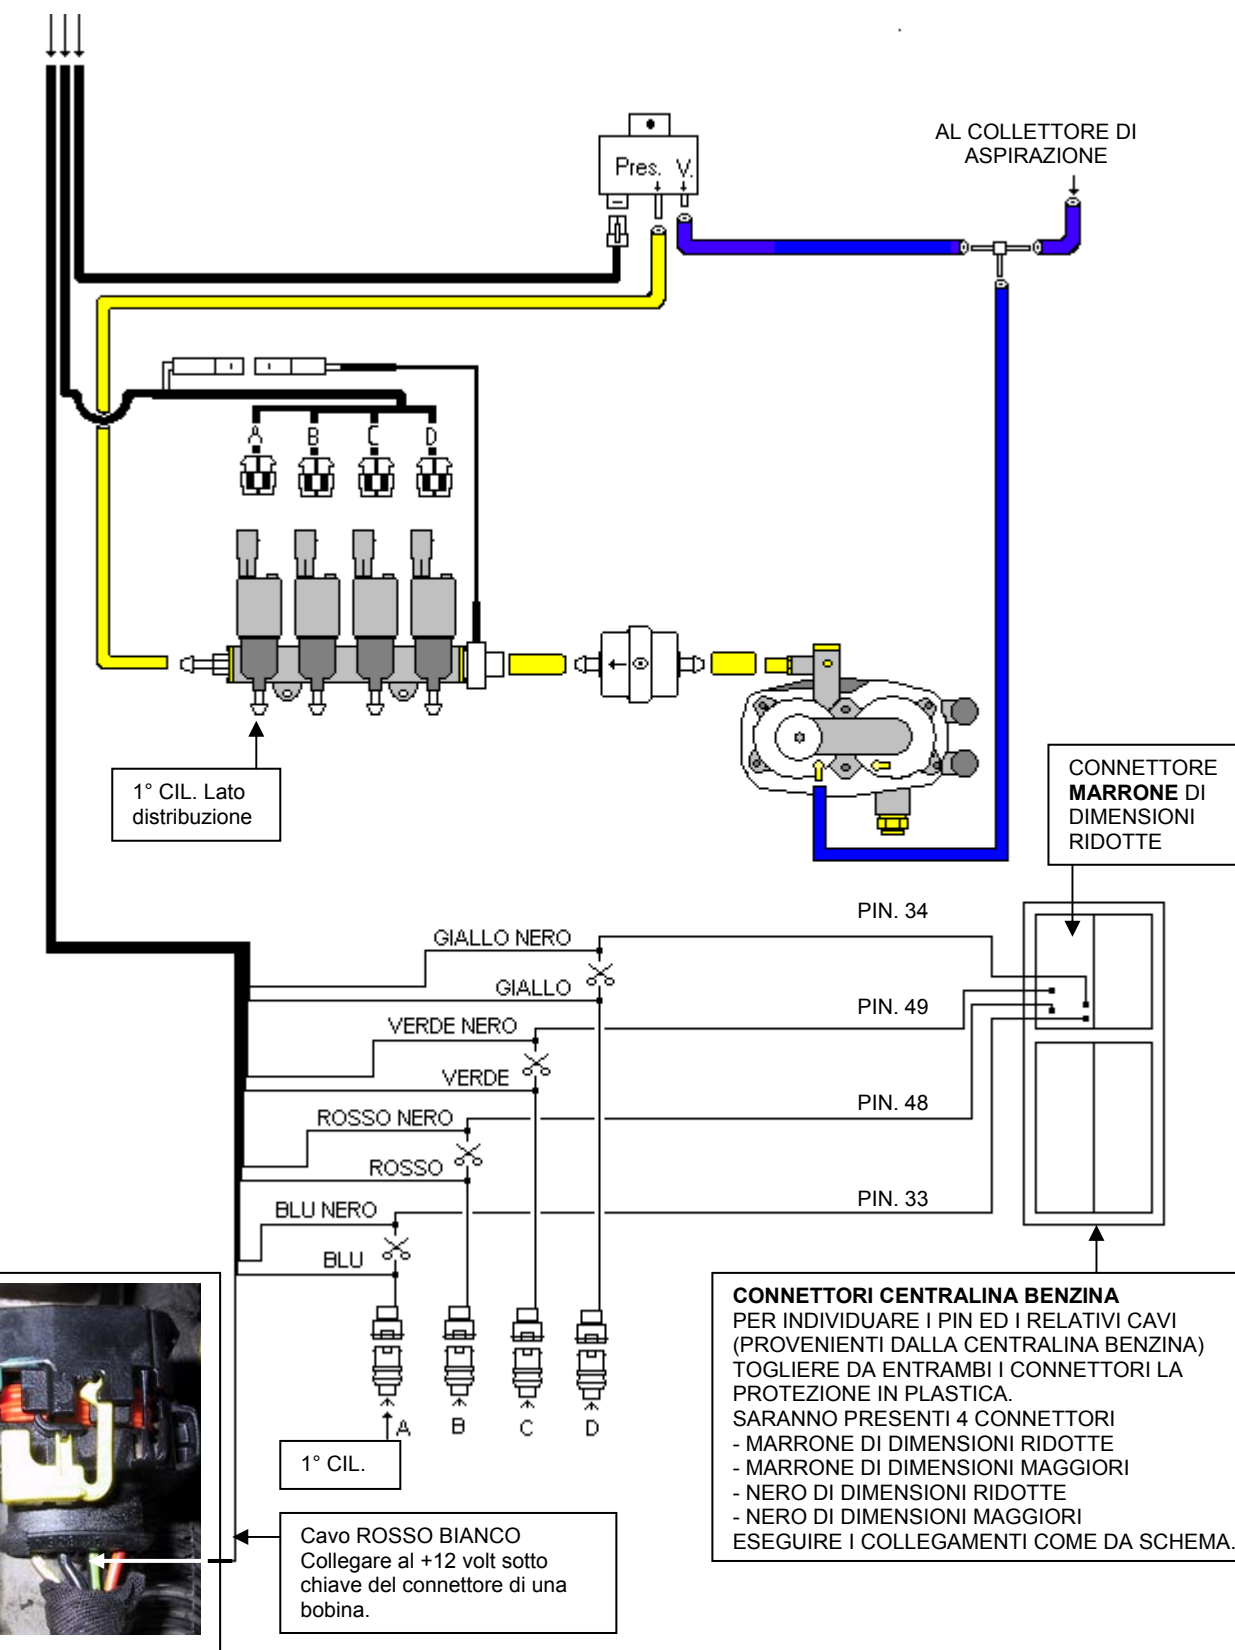 AL COLLETTORE DI
ASPIRAZIONE
Pres. V.
A B C D
1° CIL. Lato
distribuzione
CONNETTORE
MARRONE DI
DIMENSIONI
RIDOTTE
PIN. 34
GIALLO NERO
GIALLO
PIN. 49
VERDE NERO
VERDE
PIN. 48
ROSSO NERO
ROSSO
PIN. 33
BLU NERO
BLU
A B C D
1° CIL.
CONNETTORI CENTRALINA BENZINA
PER INDIVIDUARE I PIN ED I RELATIVI CAVI
(PROVENIENTI DALLA CENTRALINA BENZINA)
TOGLIERE DA ENTRAMBI I CONNETTORI LA
PROTEZIONE IN PLASTICA.
SARANNO PRESENTI 4 CONNETTORI
- MARRONE DI DIMENSIONI RIDOTTE
- MARRONE DI DIMENSIONI MAGGIORI
- NERO DI DIMENSIONI RIDOTTE
- NERO DI DIMENSIONI MAGGIORI
ESEGUIRE I COLLEGAMENTI COME DA SCHEMA.
Cavo ROSSO BIANCO
Collegare al +12 volt sotto
chiave del connettore di una
bobina.